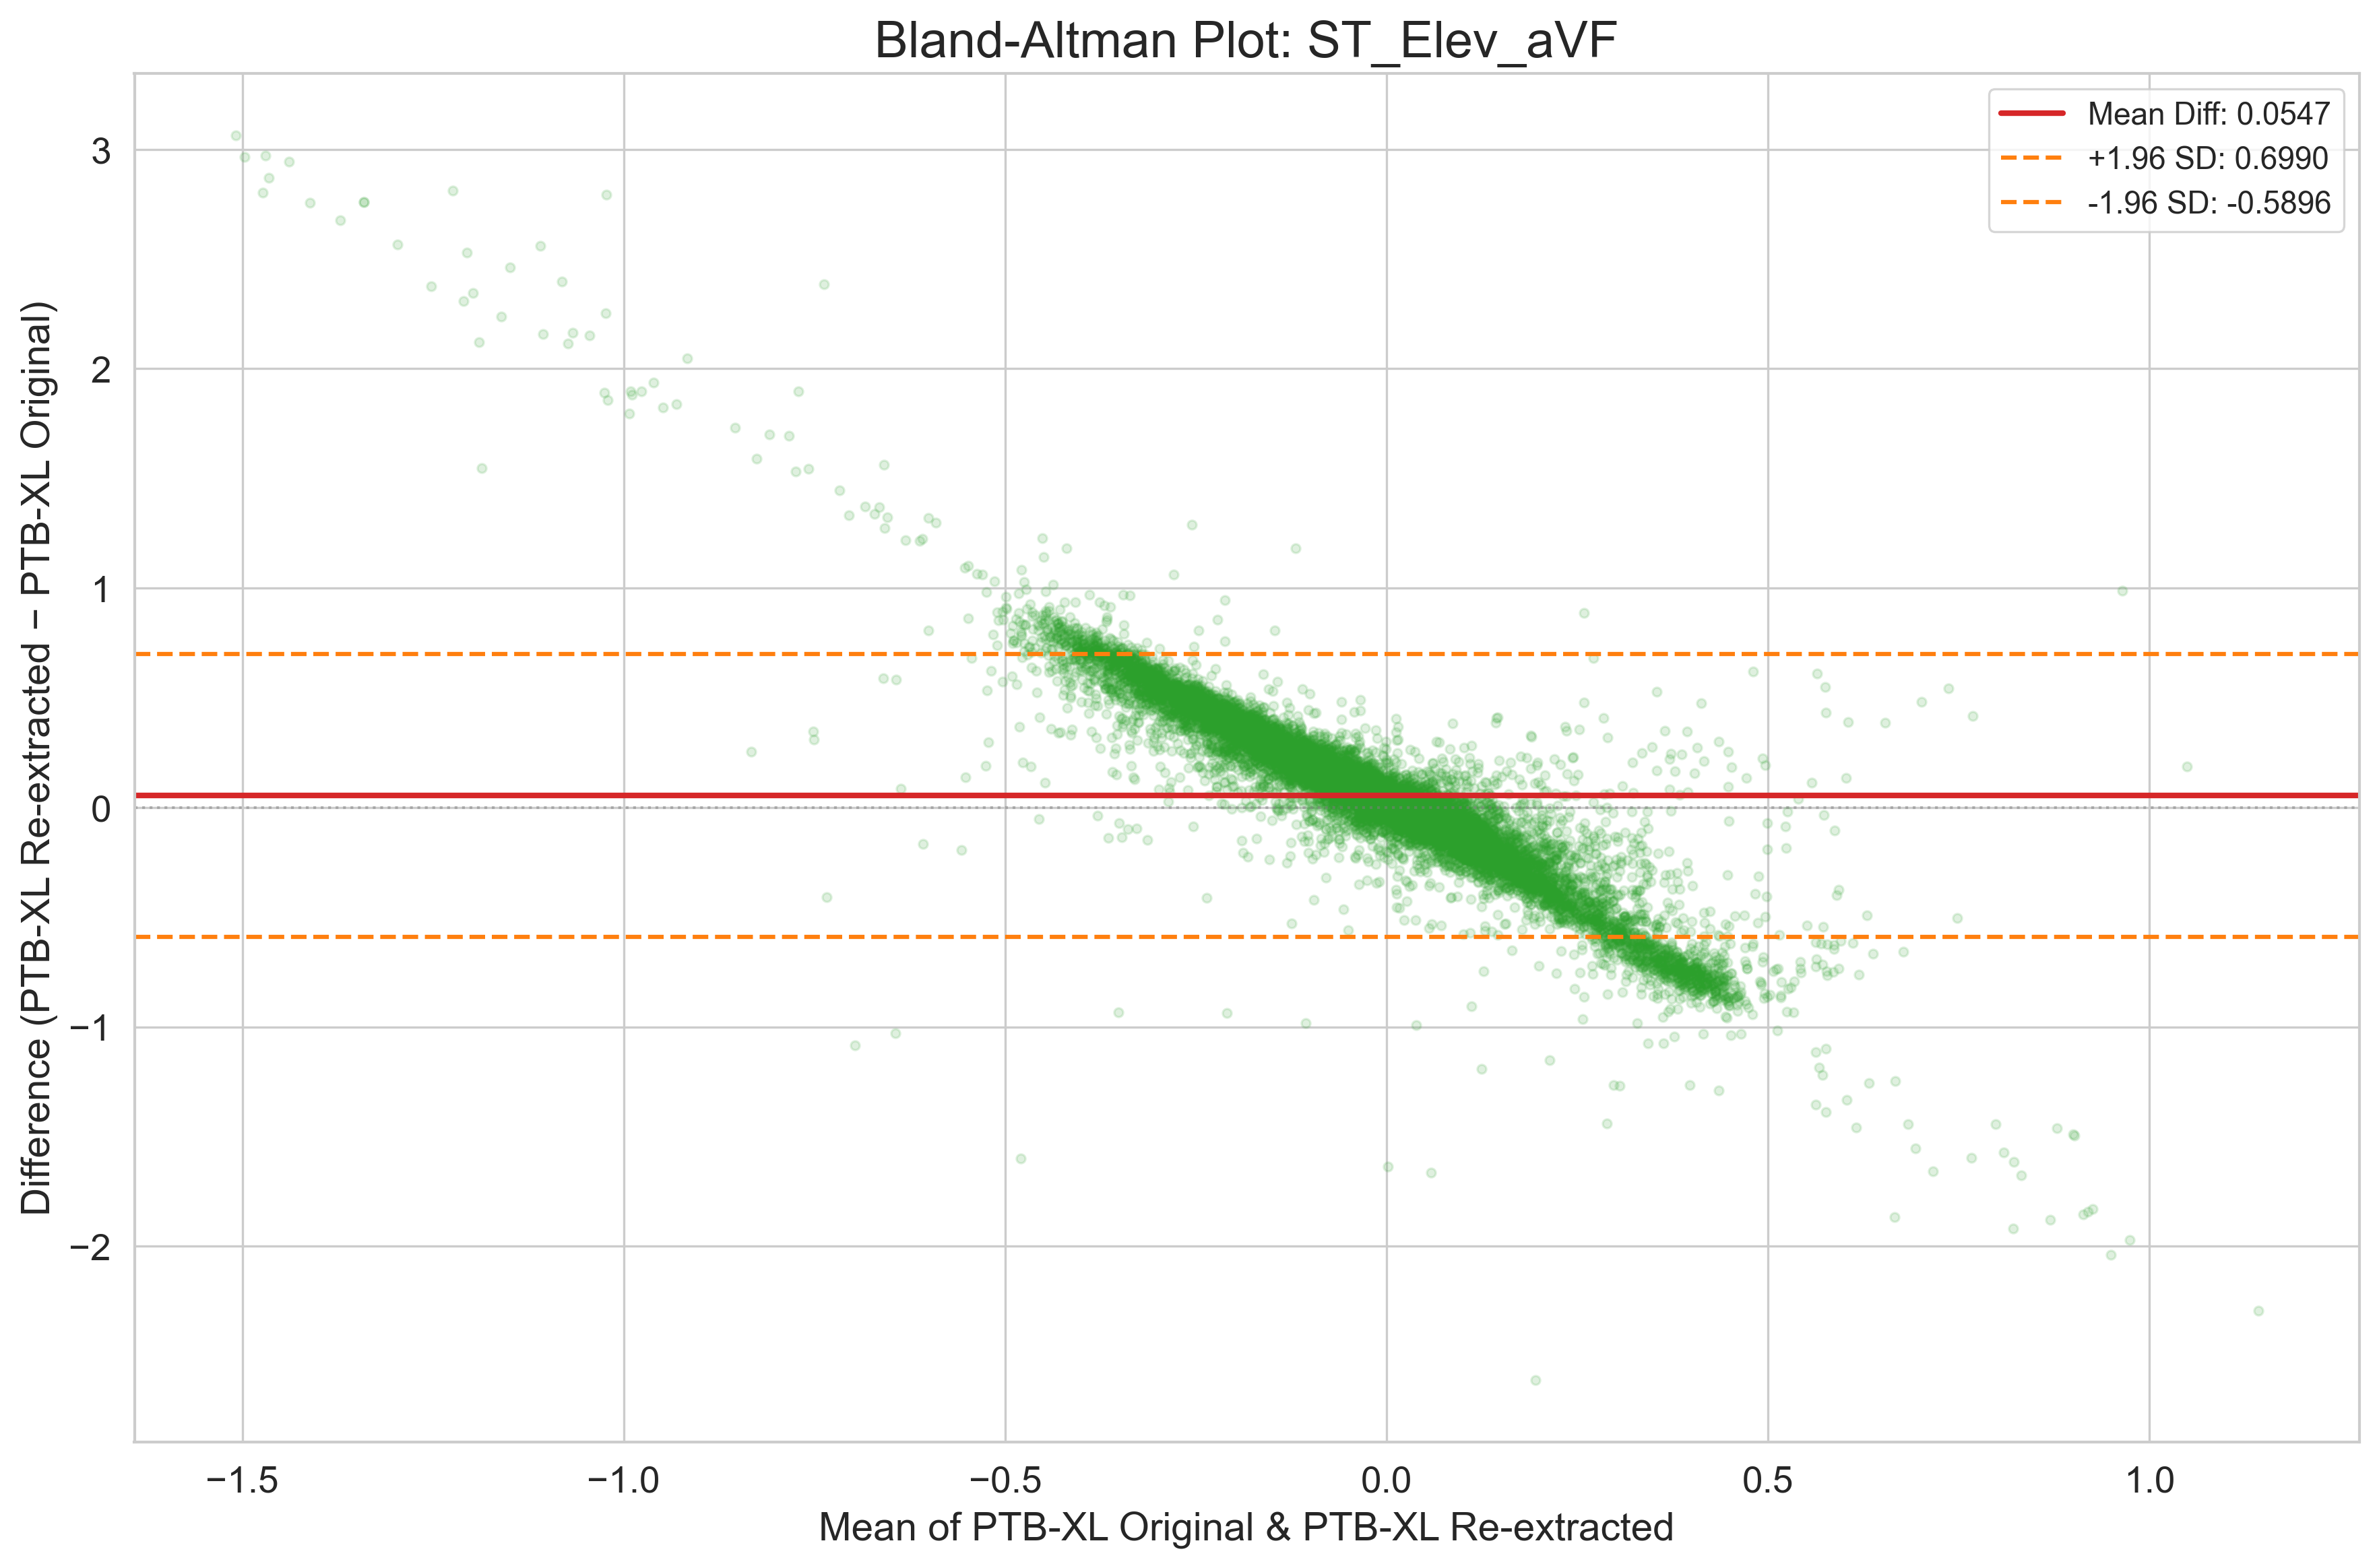 Bland-Altman Plot: ST_Elev_aVF
Mean Diff: 0.0547
+1.96 SD: 0.6990
-1.96 SD: -0.5896
Difference (PTB-XL Re-extracted − PTB-XL Original)
3
2
1
0
−1
−2
−1.5
−1.0
−0.5
0.0
0.5
1.0
Mean of PTB-XL Original & PTB-XL Re-extracted